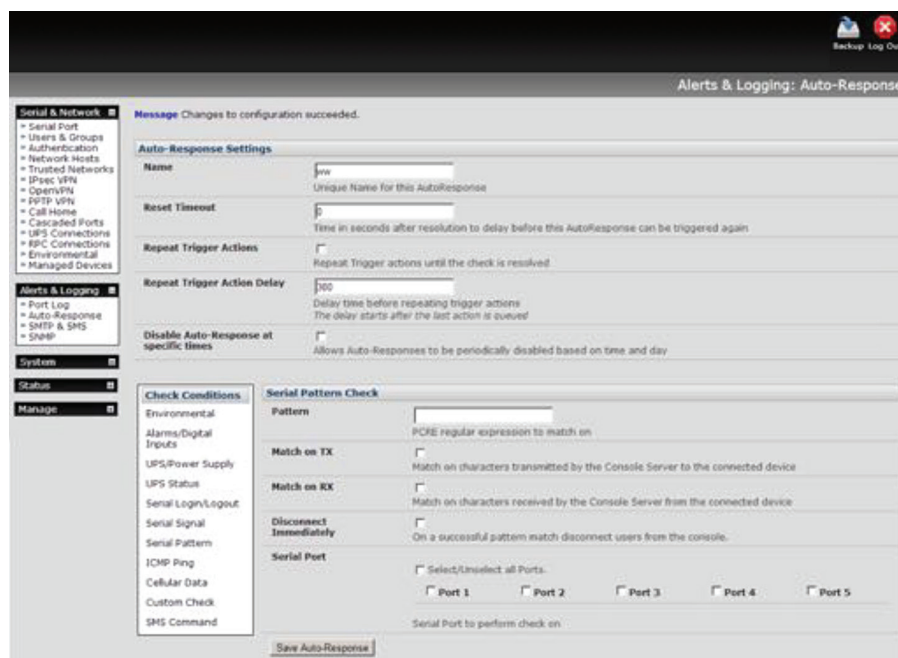 Backup Log Ou
Alerts & Logging: Auto-Response
Serial & Network
Serial Port
Users & Groups
Authentication
Network Hosts
Trusted Networks
IPsec VPN
OpenVPN
PPTP VPN
Call Home
Cascaded Ports
UPS Connections
RPC Connections
Environmental
Managed Devices
Alerts & Logging
Port Log
Auto-Response
SMTP & SMS
SNMP
System
Status
Manage
Message Changes to configuration succeeded.
Auto-Response Settings
Name
ww
Unique Name for this AutoResponse
Reset Timeout
0
Time in seconds after resolution to delay before this AutoResponse can be triggered again
Repeat Trigger Actions
Repeat Trigger actions until the check is resolved
Repeat Trigger Action Delay
300
Delay time before repeating trigger actions
The delay starts after the last action is queued
Disable Auto-Response at
specific times
Allows Auto-Responses to be periodically disabled based on time and day
Check Conditions
Environmental
Alarms/Digital
Inputs
UPS/Power Supply
UPS Status
Serial Login/Logout
Serial Signal
Serial Pattern
ICMP Ping
Cellular Data
Custom Check
SMS Command
Serial Pattern Check
Pattern
PCRE regular expression to match on
Match on TX
Match on characters transmitted by the Console Server to the connected device
Match on RX
Match on characters received by the Console Server from the connected device
Disconnect
Immediately
On a successful pattern match disconnect users from the console.
Serial Port
Select/Unselect all Ports.
Port 1 Port 2 Port 3 Port 4 Port 5
Serial Port to perform check on
Save Auto-Response